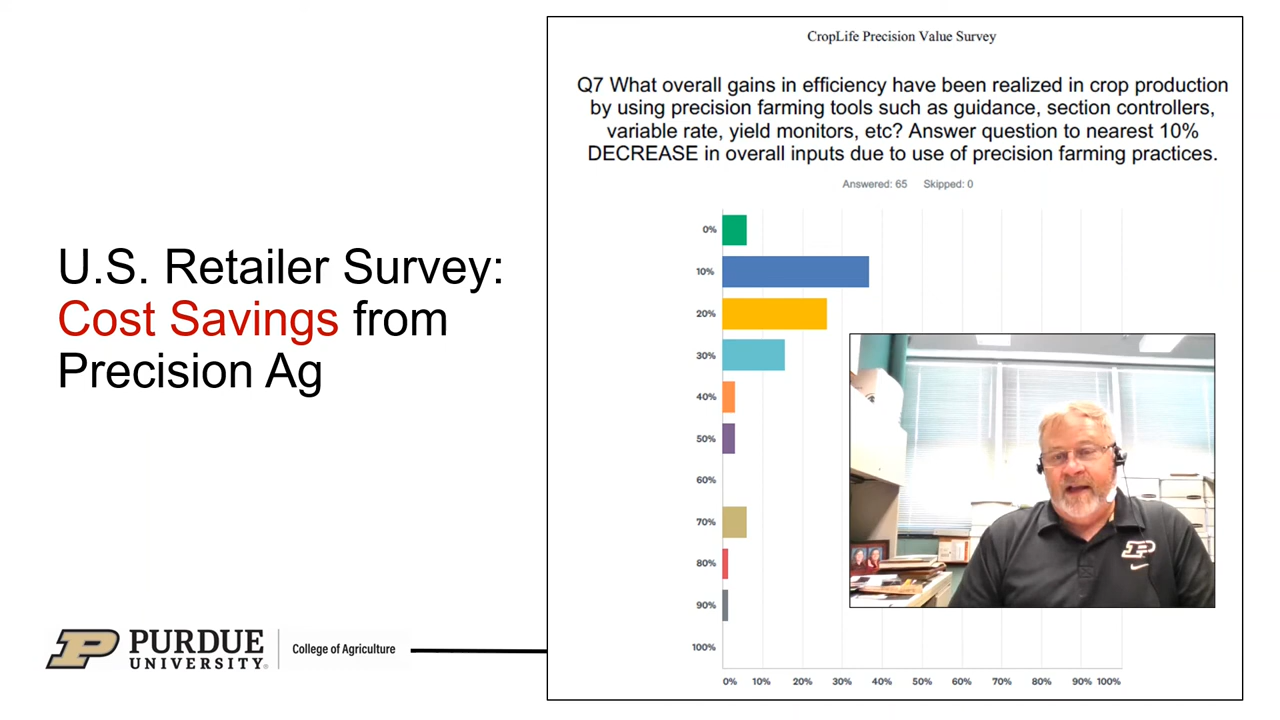 CropLife Precision Value Survey
Q7 What overall gains in efficiency have been realized in crop production
by using precision farming tools such as guidance, section controllers,
variable rate, yield monitors, etc? Answer question to nearest 10%
DECREASE in overall inputs due to use of precision farming practices.
Answered: 65 Skipped: 0
U.S. Retailer Survey:
Cost Savings from
Precision Ag
0%
10%
20%
30%
40%
50%
60%
70%
80%
90%
100%
0% 10% 20% 30% 40% 50% 60% 70% 80% 90% 100%
P PURDUE
UNIVERSITY®
College of Agriculture
P